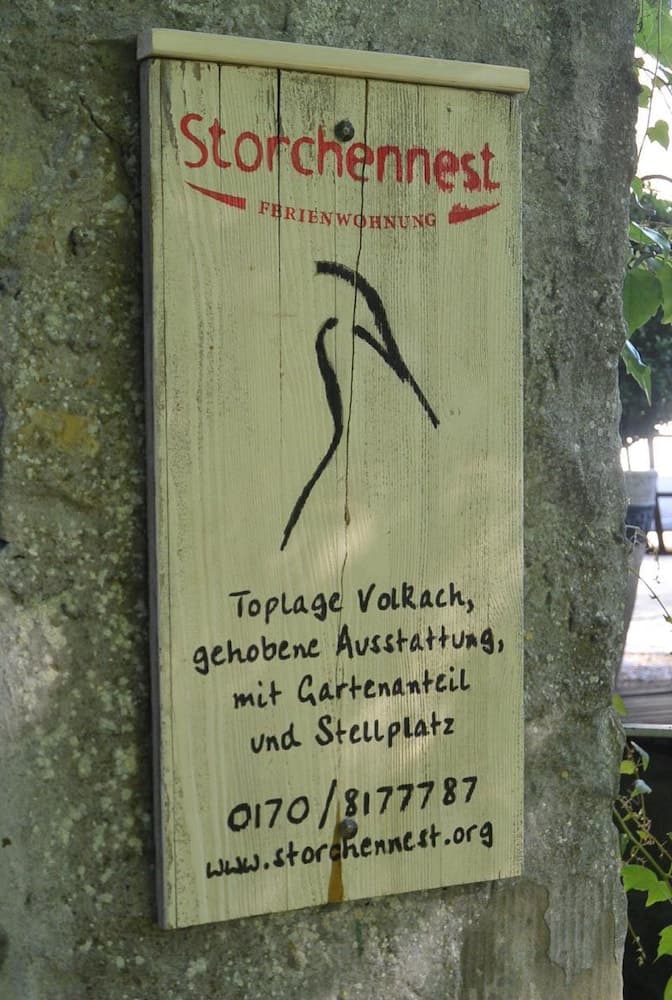 Storchennest
FERIENWOHNUNG
Toplage Volkach,
gehobene Ausstattung,
mit Gartenanteil
und Stellplatz
0170/8177787
www.storchennest.org